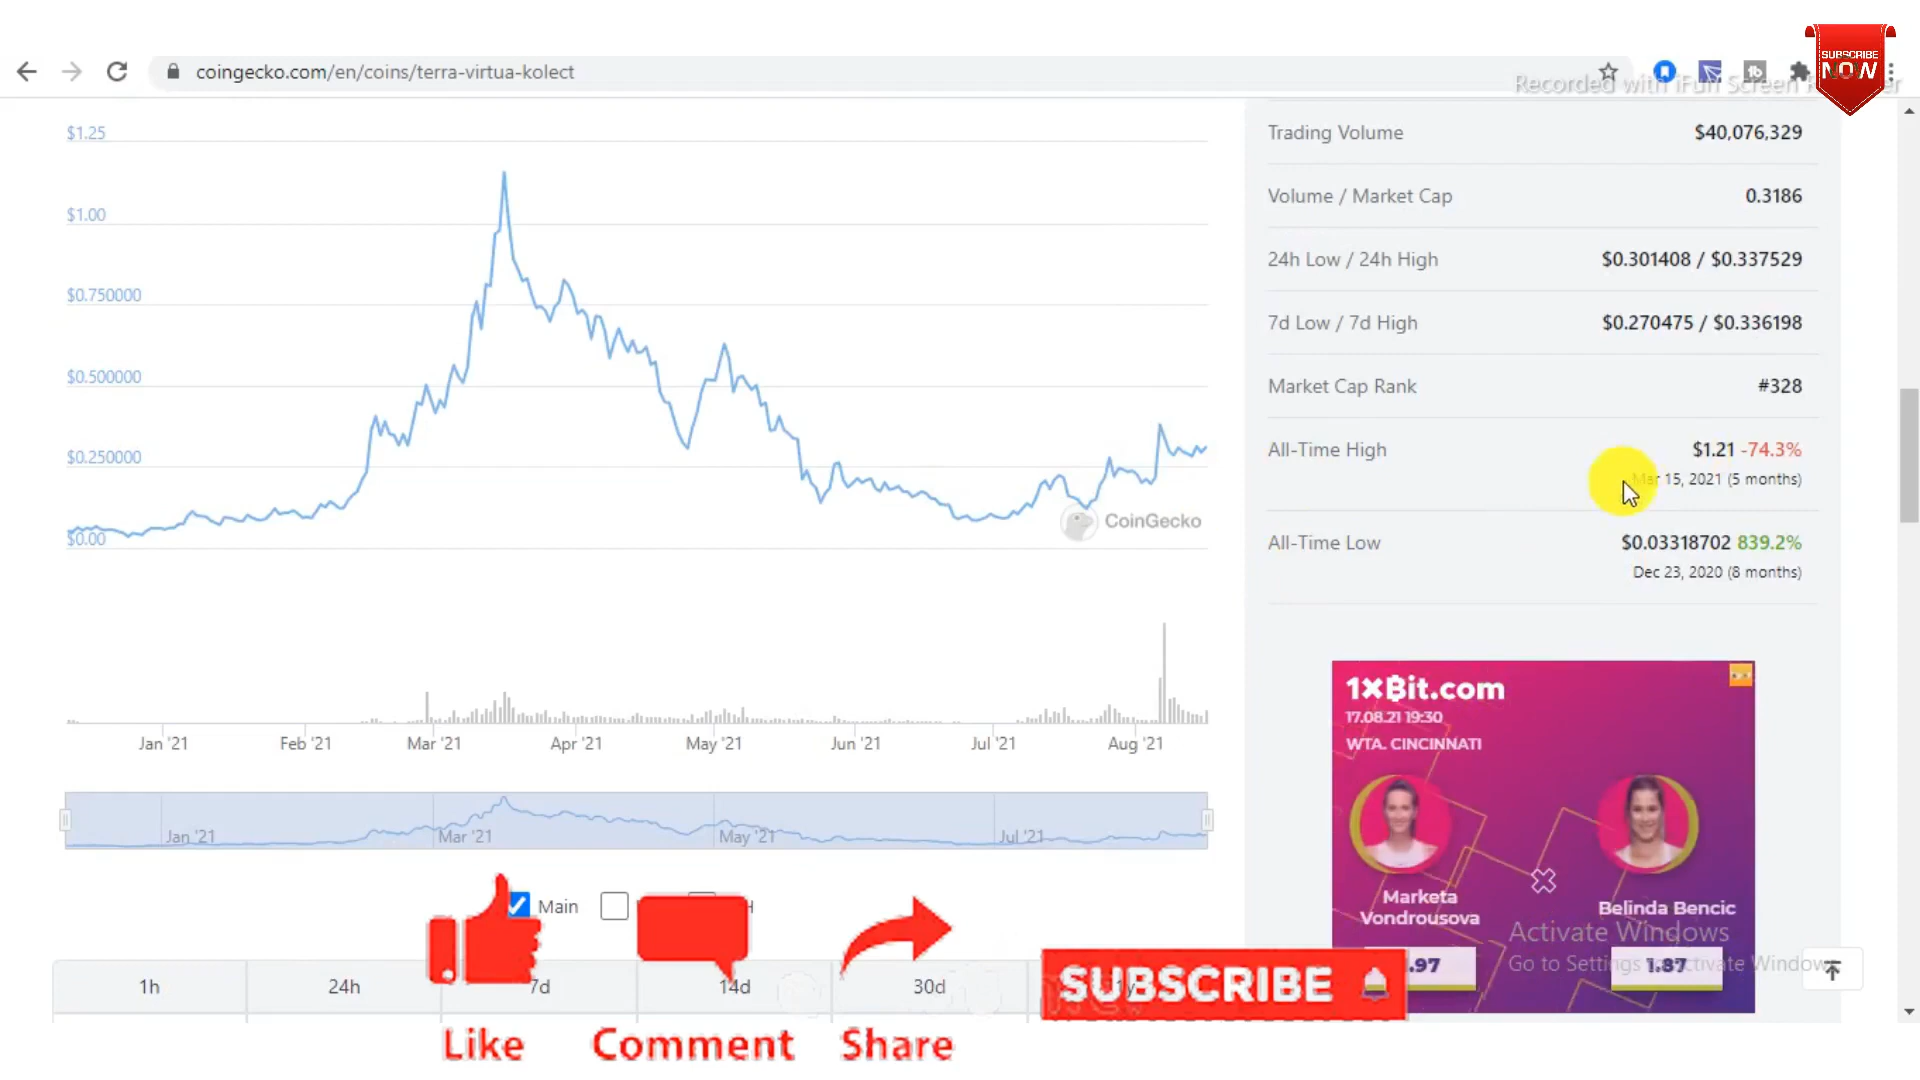 SUBSCRIBE
NOW
coingecko.com/en/coins/terra-virtua-kolect
Recorded with iFun Screen
$1.25
$1.00
$0.750000
$0.500000
$0.250000
$0.00
CoinGecko
Jan '21
Feb '21
Mar '21
Apr '21
May '21
Jun '21
Jul '21
Aug '21
Jan '21
Mar '21
May '21
Jul '21
Main
1h
24h
7d
14d
30d
1y
Like
Comment
Share
SUBSCRIBE
Trading Volume $40,076,329
Volume / Market Cap 0.3186
24h Low / 24h High $0.301408 / $0.337529
7d Low / 7d High $0.270475 / $0.336198
Market Cap Rank #328
All-Time High $1.21 -74.3%
Mar 15, 2021 (5 months)
All-Time Low $0.03318702 839.2%
Dec 23, 2020 (8 months)
1xBit.com
17.08.21 19:30
WTA. CINCINNATI
Marketa
Vondrousova
Belinda Bencic
.97
1.87
Activate Windows
Go to Settings to activate Windows